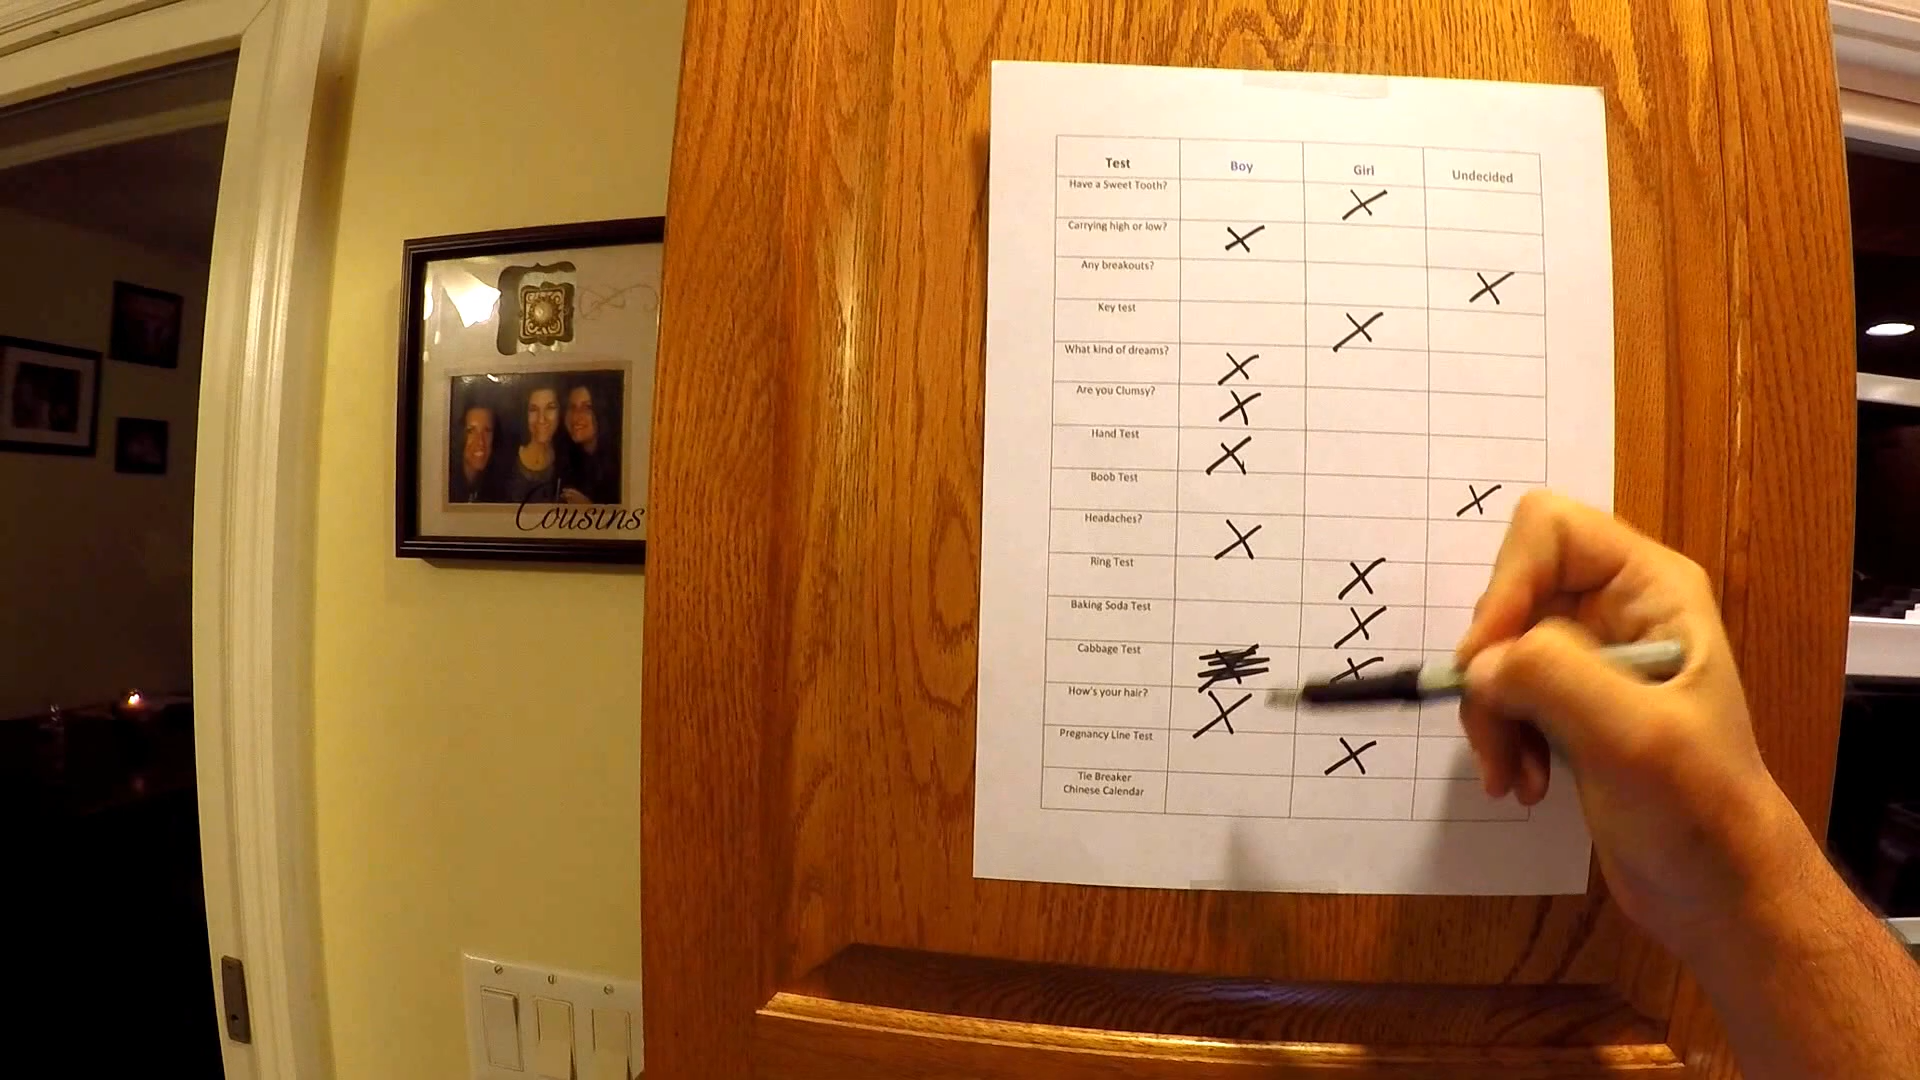 Cousins
Test Boy Girl Undecided
Have a Sweet Tooth? X
Carrying high or low? X
Any breakouts? X
Key test X
What kind of dreams? X
Are you Clumsy? X
Hand Test X
Boob Test X
Headaches? X
Ring Test X
Baking Soda Test X
Cabbage Test X
How's your hair? X
Pregnancy Line Test X
Tie Breaker
Chinese Calendar